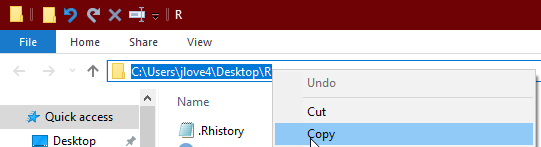 R
File Home Share View
C:\Users\jlove4\Desktop\R
Undo
Quick access Name Cut
Desktop .Rhistory Copy